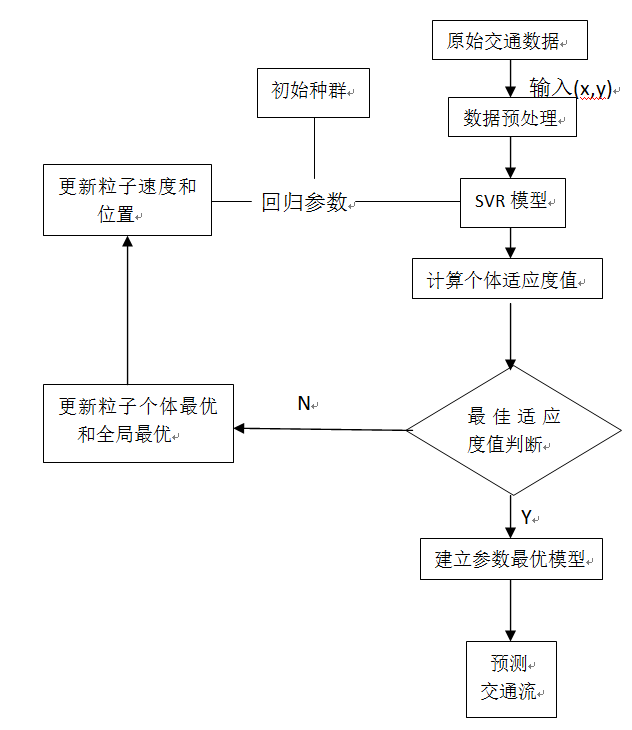 原始交通数据
输入(x,y)
初始种群
数据预处理
更新粒子速度和
位置
回归参数
SVR 模型
计算个体适应度值
更新粒子个体最优
和全局最优
N
最佳适应
度值判断
Y
建立参数最优模型
预测
交通流